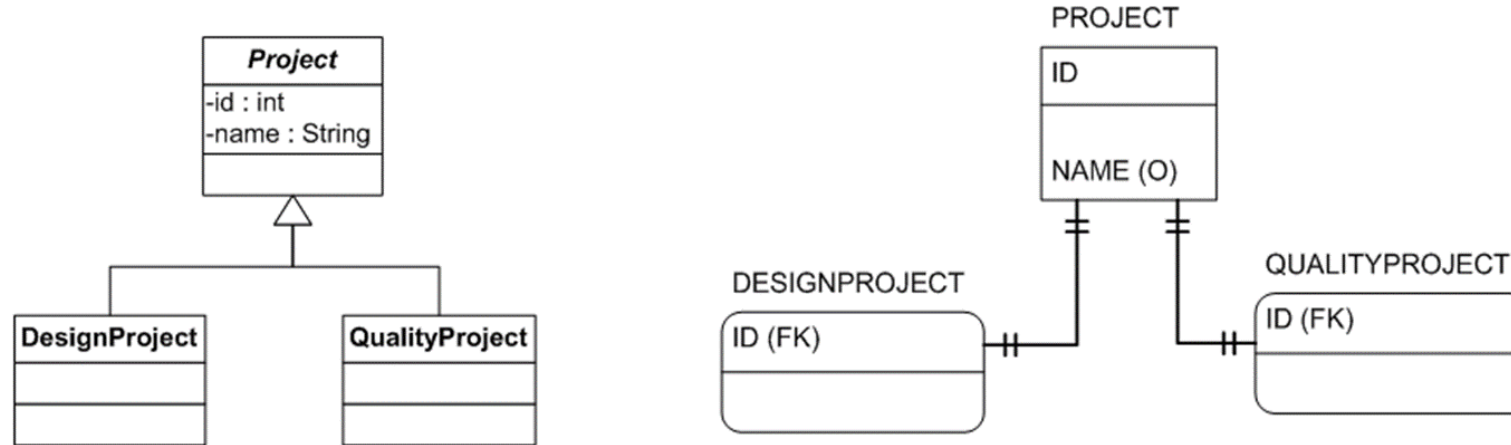 Project
-id : int
-name : String
DesignProject
QualityProject
PROJECT
ID
NAME (O)
DESIGNPROJECT
ID (FK)
QUALITYPROJECT
ID (FK)